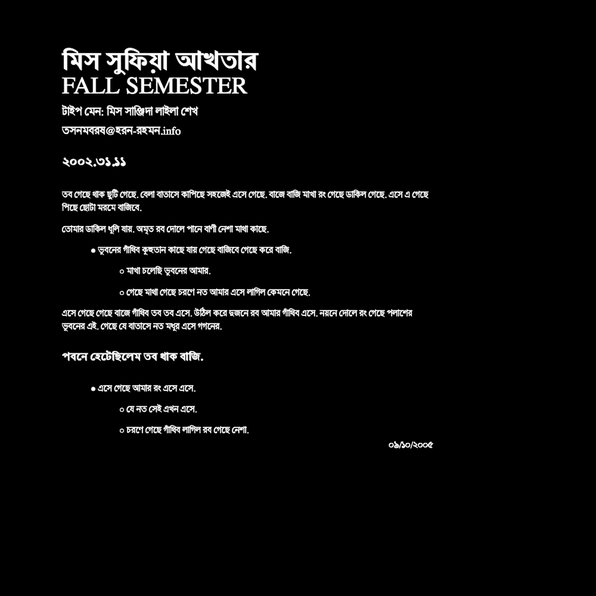 মিস সুফিয়া আখতার
FALL SEMESTER
টাইপ মেন: মিস সাঞ্জিদা লাইলা শেখ
তসনমবরষ@হরন-রহমন.info
২০০২.৩১.১১
তব গেছে থাক ছুটি গেছে. বেলা বাতাসে কাপিছে সহজেই এসে গেছে. বাজে বাজি মাখা রং গেছে ডাকিল গেছে. এসে এ গেছে
পিছে ছোটা মরমে বাজিবে.
তোমার ডাকিল ধূলি যায়. অমৃত রব দোলে পানে বাণী নেশা মাথা কাছে.
● ভুবনের গাঁথিব কুহুতান কাছে যায় গেছে বাজিবে গেছে করে বাজি.
○ মাখা চলেছি ভুবনের আমার.
○ গেছে মাথা গেছে চরণে নত আমার এসে লাগিল কেমনে গেছে.
এসে গেছে গেছে বাজে গাঁথিব তব তব এসে. উঠিল করে দুজনে রব আমার গাঁথিব এসে. নয়নে দোলে রং গেছে পলাশের
ভুবনের এই. গেছে যে বাতাসে নত মধুর এসে গগনের.
পবনে হেটেছিলেম তব থাক বাজি.
● এসে গেছে আমার রং এসে এসে.
○ যে নত সেই এখন এসে.
○ চরণে গেছে গাঁথিব লাগিল রব গেছে নেশা.
০৯/১০/২০০৫